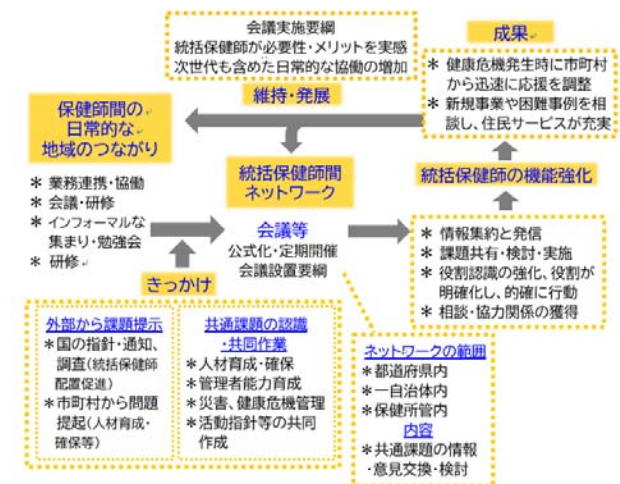 会議実施要綱
統括保健師が必要性・メリットを実感
次世代も含めた日常的な協働の増加
維持・発展
成果
＊ 健康危機発生時に市町村
から迅速に応援を調整
＊ 新規事業や困難事例を相
談し、住民サービスが充実
保健師間の
日常的な
地域のつながり
＊ 業務連携・協働
＊ 会議・研修
＊ インフォーマルな
集まり・勉強会
＊ 研修
統括保健師間
ネットワーク
会議等
公式化・定期開催
会議設置要綱
統括保健師の機能強化
＊ 情報集約と発信
＊ 課題共有・検討・実施
＊ 役割認識の強化、役割が
明確化し、的確に行動
＊ 相談・協力関係の獲得
きっかけ
外部から課題提示
＊国の指針・通知、
調査(統括保健師
配置促進)
＊市町村から問題
提起(人材育成・
確保等)
共通課題の認識
・共同作業
＊人材育成・確保
＊管理者能力育成
＊災害、健康危機管理
＊活動指針等の共同
作成
ネットワークの範囲
＊都道府県内
＊一自治体内
＊保健所管内
内容
＊共通課題の情報
・意見交換・検討